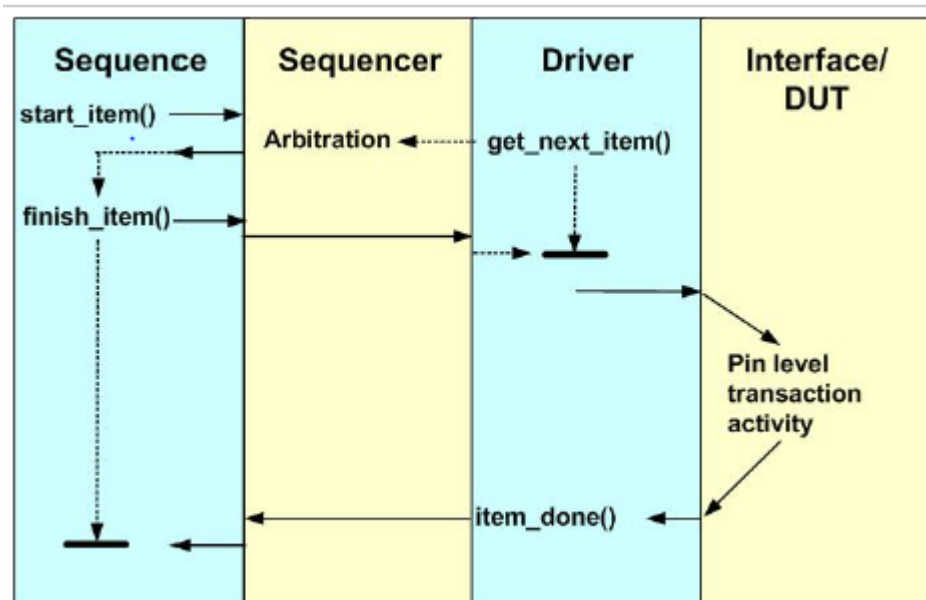 Sequence
Sequencer
Driver
Interface/
DUT
start_item()
Arbitration
get_next_item()
finish_item()
Pin level
transaction
activity
item_done()